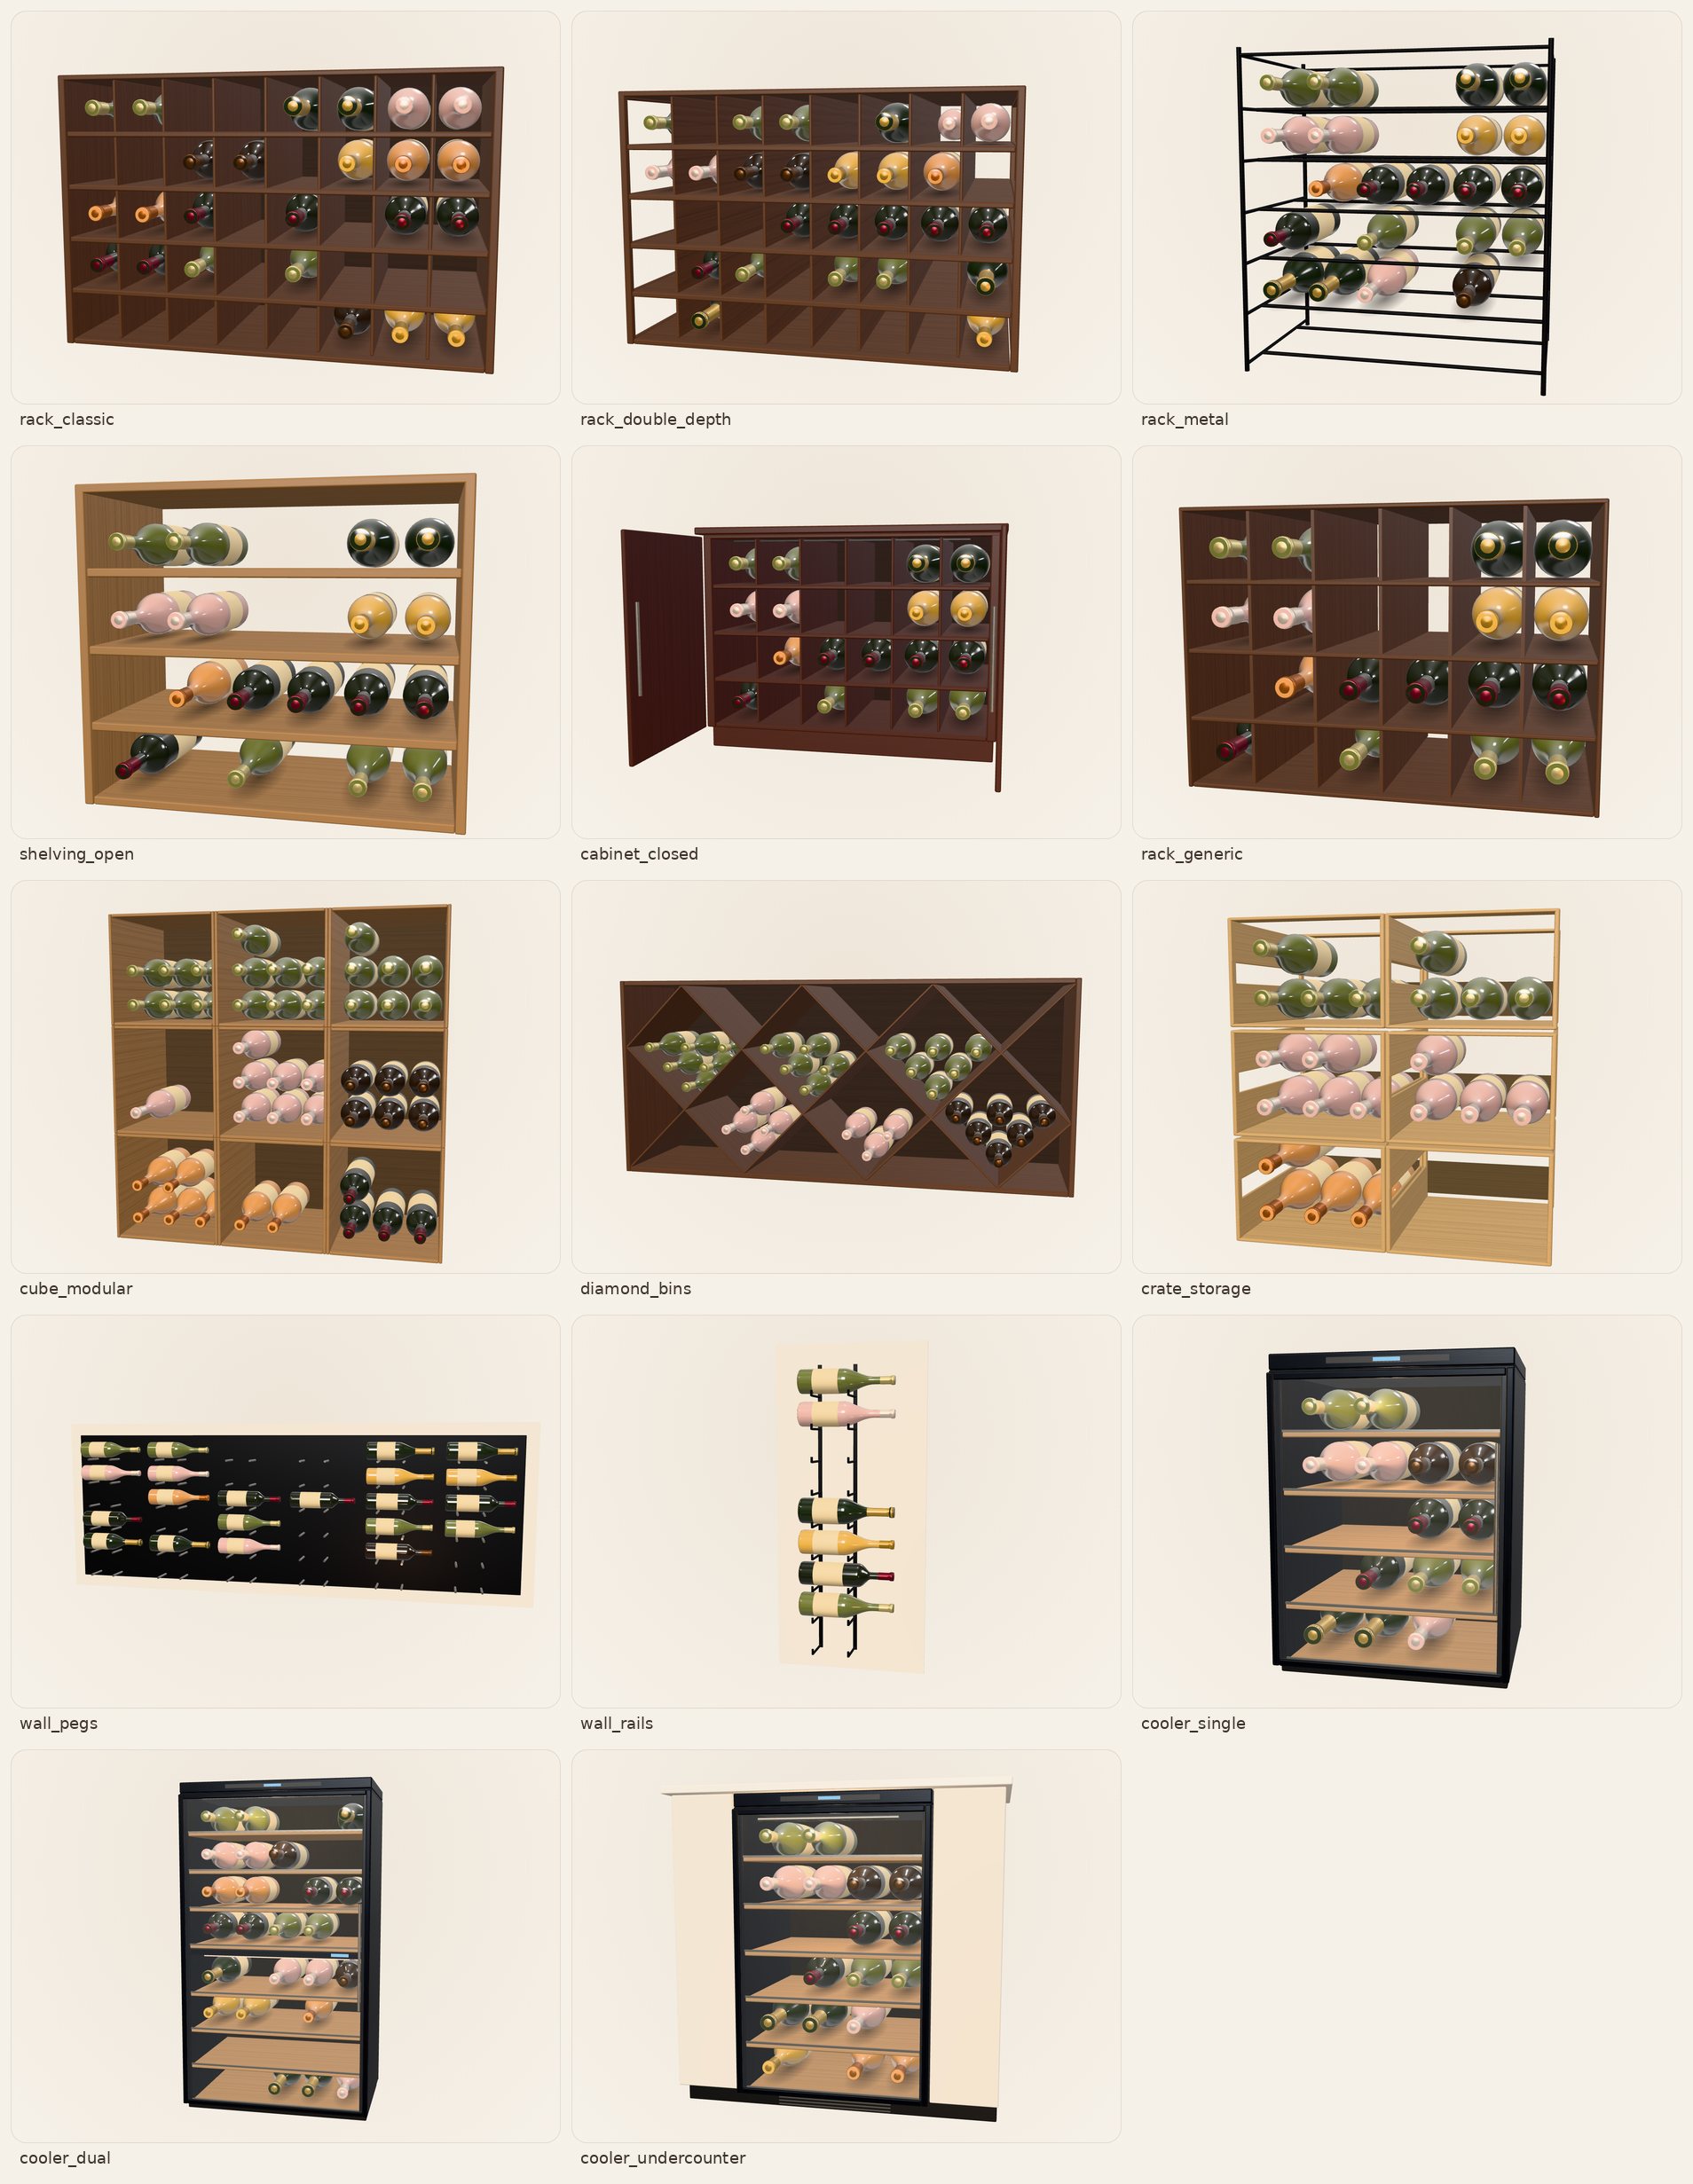 rack_classic
rack_double_depth
rack_metal
shelving_open
cabinet_closed
rack_generic
cube_modular
diamond_bins
crate_storage
wall_pegs
wall_rails
cooler_single
cooler_dual
cooler_undercounter